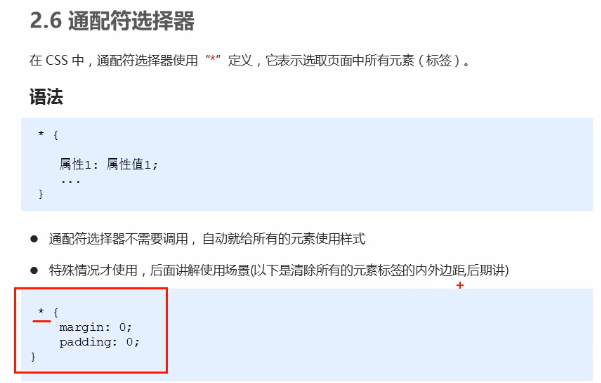 2.6 通配符选择器
在 CSS 中，通配符选择器使用“*”定义，它表示选取页面中所有元素（标签）。
语法
* {
属性1: 属性值1;
...
}
● 通配符选择器不需要调用，自动就给所有的元素使用样式
● 特殊情况才使用，后面讲解使用场景(以下是清除所有的元素标签的内外边距,后期讲)
* {
margin: 0;
padding: 0;
}